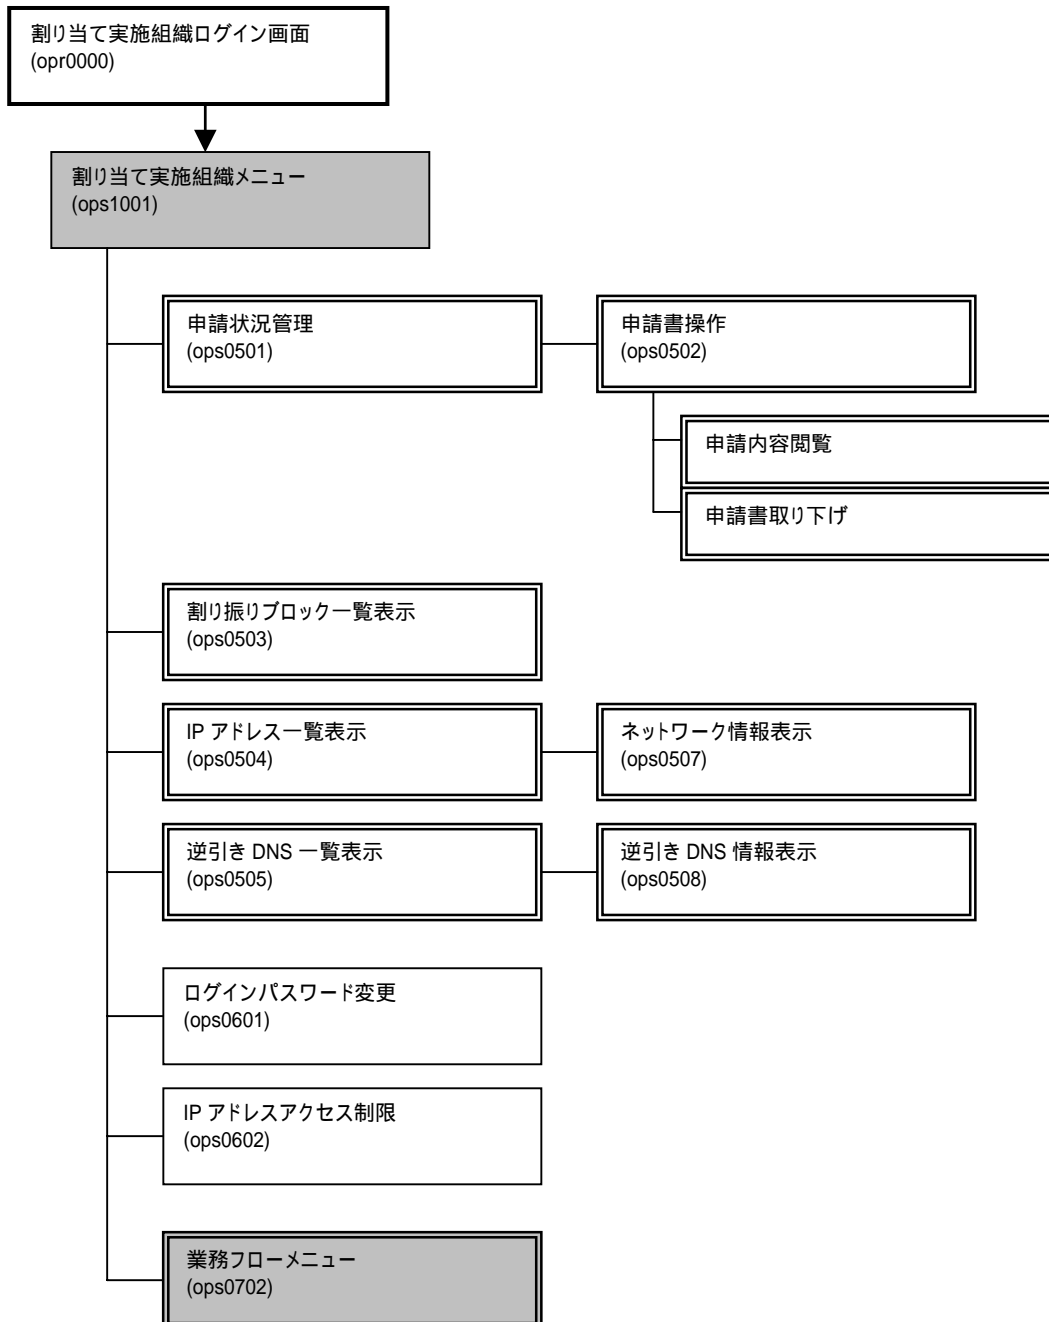 割り当て実施組織ログイン画面
(opr0000)
割り当て実施組織メニュー
(ops1001)
申請状況管理
(ops0501)
申請書操作
(ops0502)
申請内容閲覧
申請書取り下げ
割り振りブロック一覧表示
(ops0503)
IP アドレス一覧表示
(ops0504)
ネットワーク情報表示
(ops0507)
逆引き DNS 一覧表示
(ops0505)
逆引き DNS 情報表示
(ops0508)
ログインパスワード変更
(ops0601)
IP アドレスアクセス制限
(ops0602)
業務フローメニュー
(ops0702)